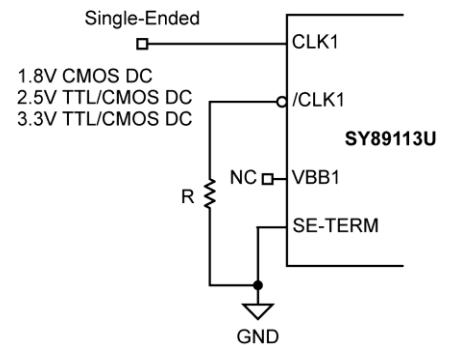 Single-Ended
CLK1
1.8V CMOS DC
2.5V TTL/CMOS DC
3.3V TTL/CMOS DC
/CLK1
SY89113U
NC
VBB1
R
SE-TERM
GND